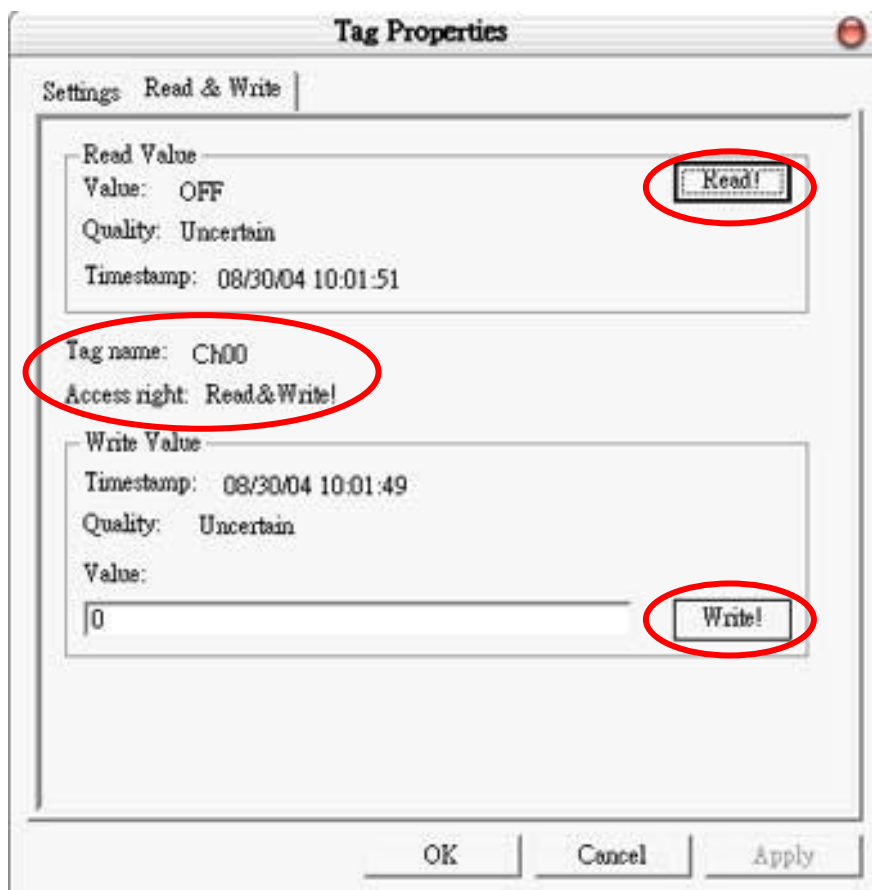 Tag Properties
Settings Read & Write
Read Value
Value: OFF
Read!
Quality: Uncertain
Timestamp: 08/30/04 10:01:51
Tag name: Ch00
Access right: Read&Write!
Write Value
Timestamp: 08/30/04 10:01:49
Quality: Uncertain
Value:
0
Write!
OK Cancel Apply